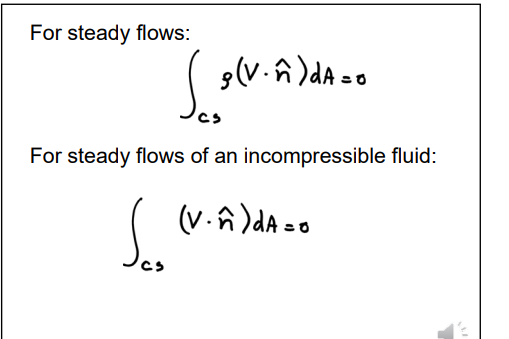 For steady flows:
∫cs ρ(V · n̂)dA = 0
For steady flows of an incompressible fluid:
∫cs (V · n̂)dA = 0